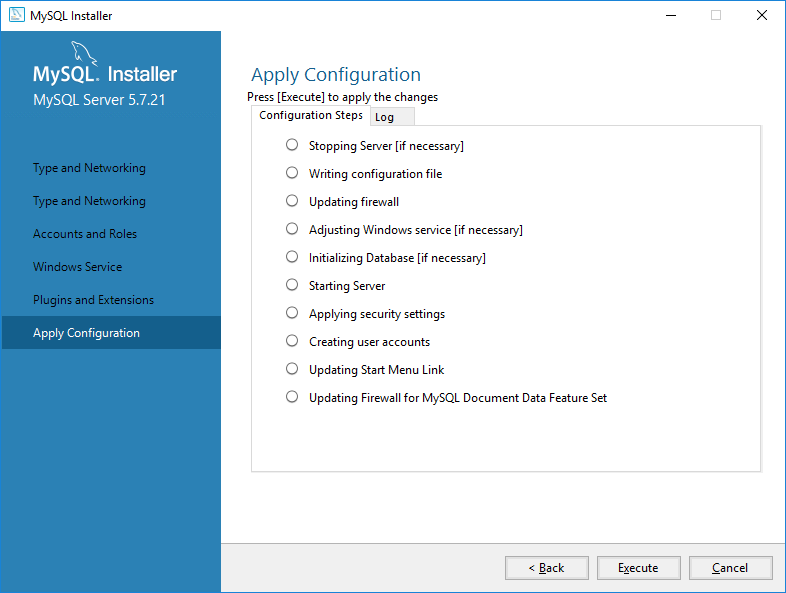 MySQL Installer
MySQL. Installer
MySQL Server 5.7.21
Type and Networking
Type and Networking
Accounts and Roles
Windows Service
Plugins and Extensions
Apply Configuration
Apply Configuration
Press [Execute] to apply the changes
Configuration Steps
Log
Stopping Server [if necessary]
Writing configuration file
Updating firewall
Adjusting Windows service [if necessary]
Initializing Database [if necessary]
Starting Server
Applying security settings
Creating user accounts
Updating Start Menu Link
Updating Firewall for MySQL Document Data Feature Set
< Back
Execute
Cancel